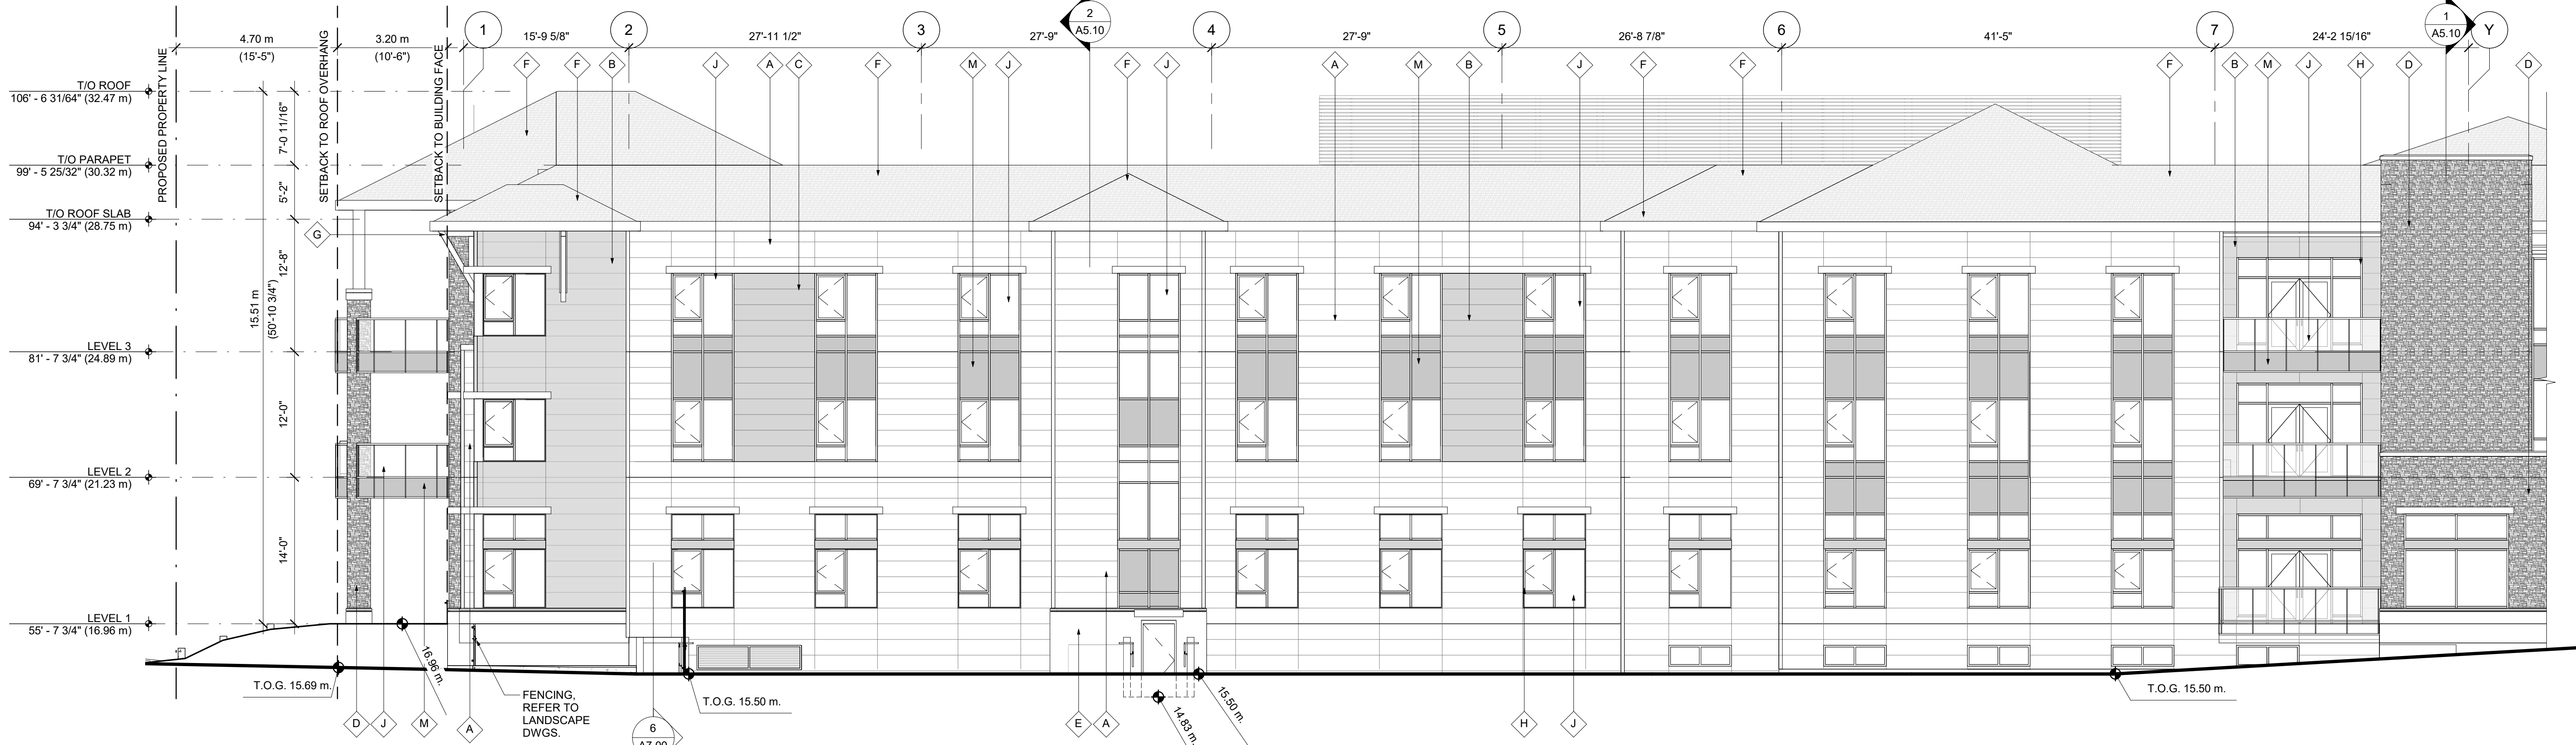 4.70 m
(15'-5")
3.20 m
(10'-6")
1
15'-9 5/8"
2
27'-11 1/2"
3
27'-9"
2
A5.10
4
27'-9"
5
26'-8 7/8"
6
41'-5"
7
24'-2 15/16"
1
A5.10
Y
PROPOSED PROPERTY LINE
SETBACK TO ROOF OVERHANG
SETBACK TO BUILDING FACE
F
F
B
J
A
C
F
M
J
F
J
A
M
B
J
F
F
F
B
M
J
H
D
D
T/O ROOF
106' - 6 31/64" (32.47 m)
7'-0 11/16"
T/O PARAPET
99' - 5 25/32" (30.32 m)
5'-2"
T/O ROOF SLAB
94' - 3 3/4" (28.75 m)
G
12'-8"
15.51 m
(50'-10 3/4")
LEVEL 3
81' - 7 3/4" (24.89 m)
12'-0"
LEVEL 2
69' - 7 3/4" (21.23 m)
14'-0"
LEVEL 1
55' - 7 3/4" (16.96 m)
16.96 m.
T.O.G. 15.69 m.
FENCING,
REFER TO
LANDSCAPE
DWGS.
T.O.G. 15.50 m.
14.83 m.
15.50 m.
T.O.G. 15.50 m.
D
J
M
A
6
A7.00
E
A
H
J